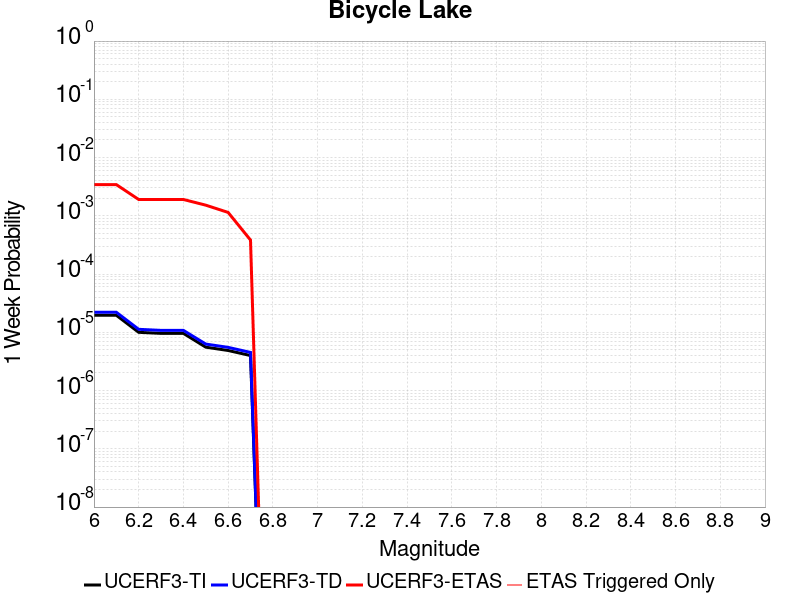 Bicycle Lake
1 Week Probability
10^0
10^-1
10^-2
10^-3
10^-4
10^-5
10^-6
10^-7
10^-8
6 6.2 6.4 6.6 6.8 7 7.2 7.4 7.6 7.8 8 8.2 8.4 8.6 8.8 9
Magnitude
UCERF3-TI UCERF3-TD UCERF3-ETAS ETAS Triggered Only